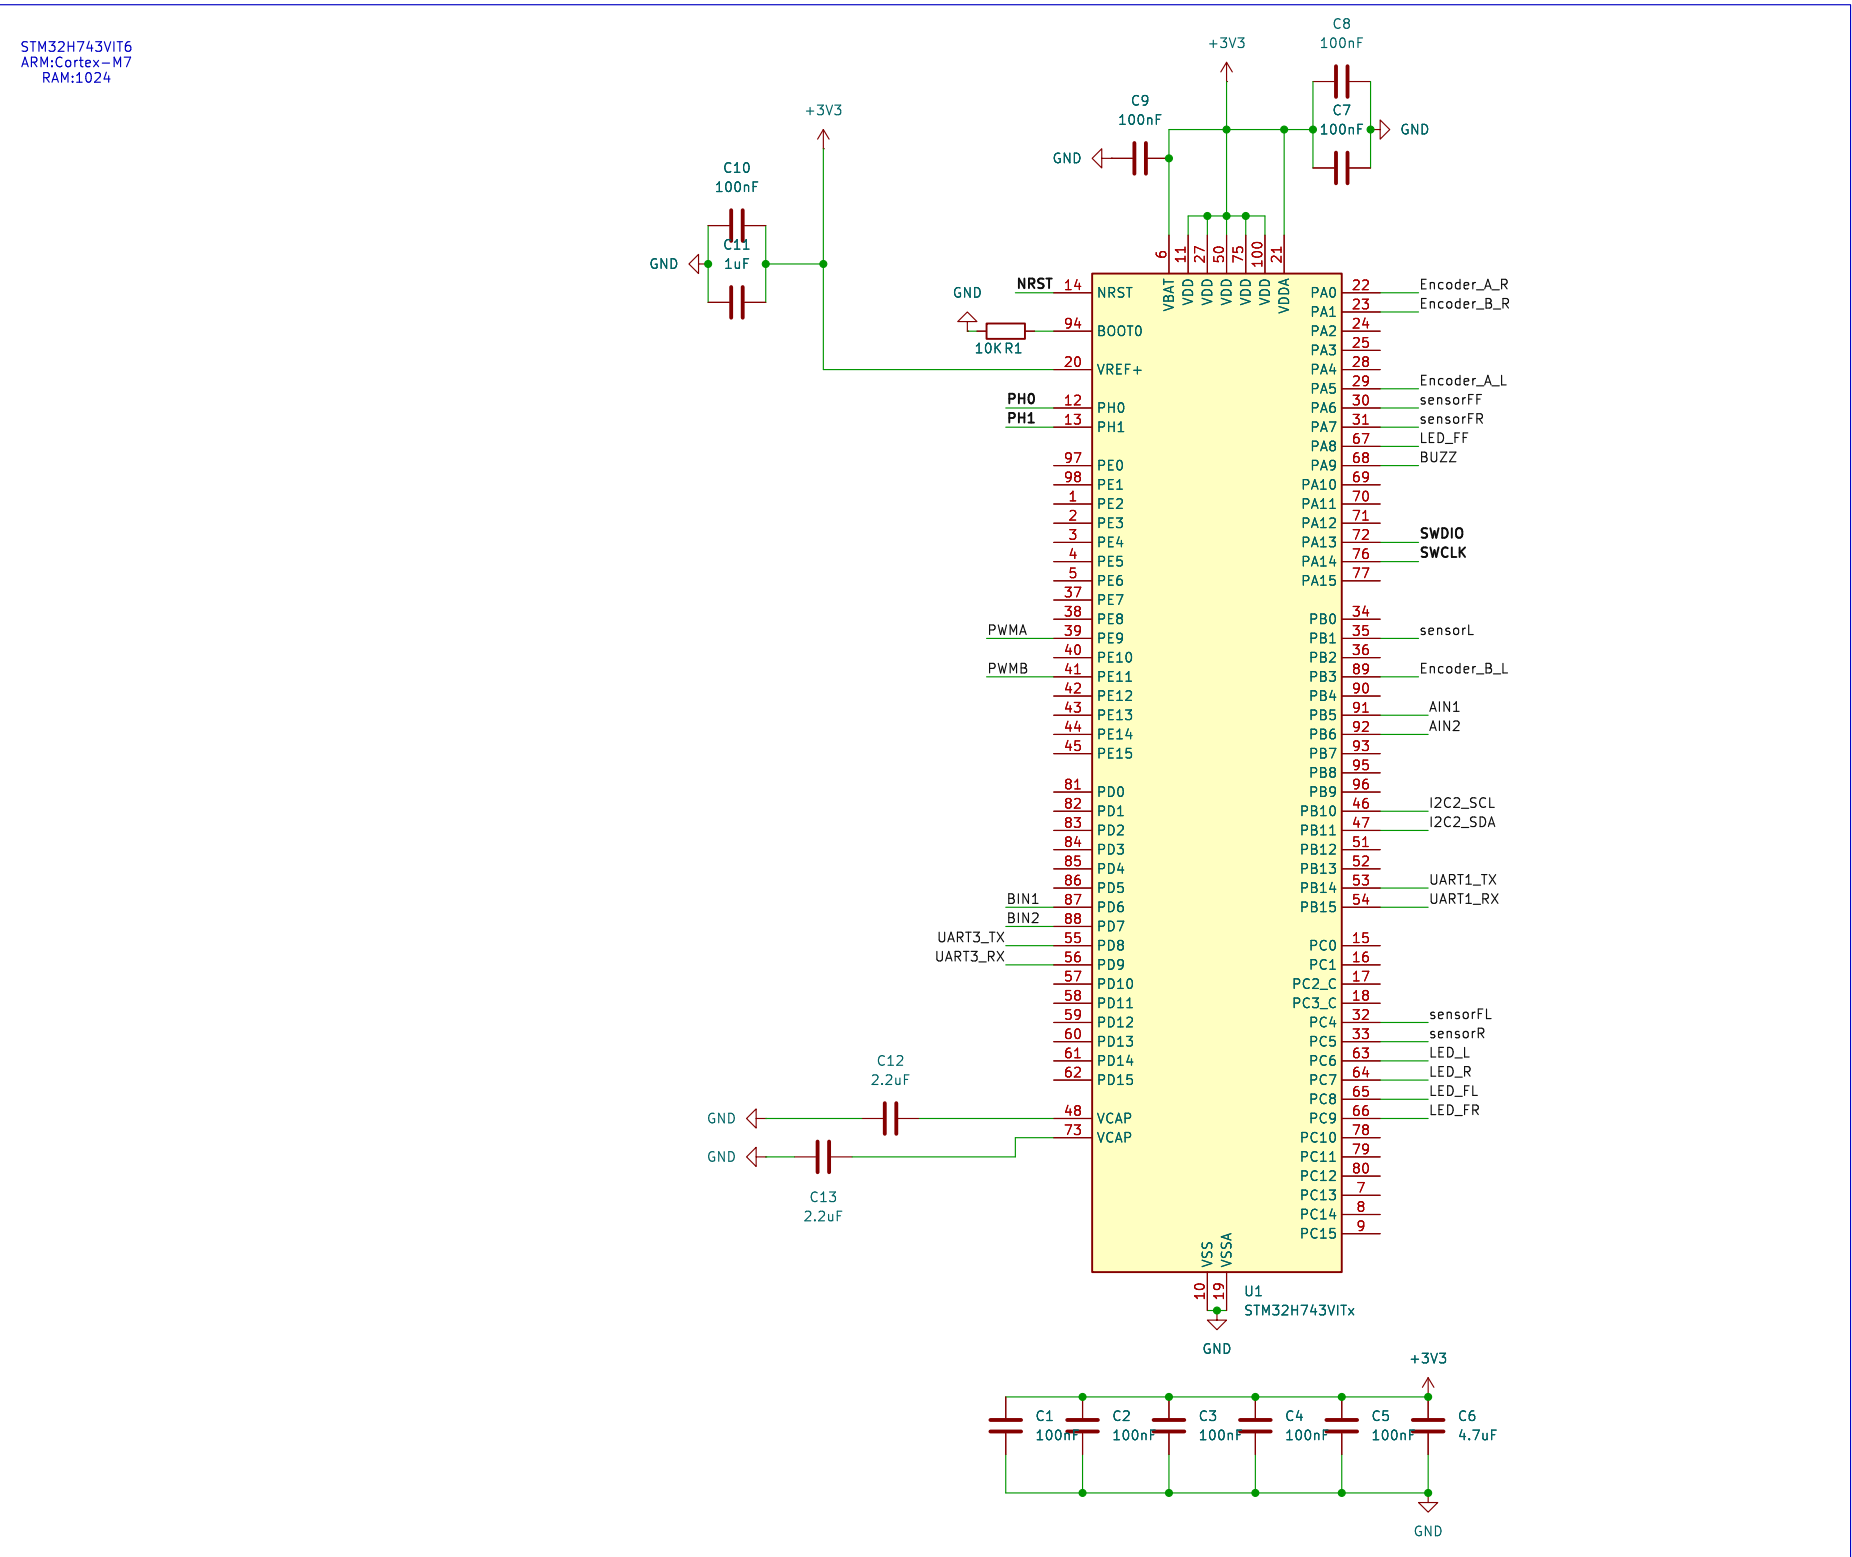 STM32H743VIT6
ARM:Cortex-M7
RAM:1024
C8
100nF
+3V3
C7
100nF
GND
C9
100nF
GND
+3V3
C10
100nF
C11
1uF
GND
6
11
27
50
75
100
21
VBAT
VDD
VDD
VDD
VDD
VDD
VDDA
GND
10K R1
NRST 14 NRST
94 BOOT0
20 VREF+
PH0 12 PH0
PH1 13 PH1
97 PE0
98 PE1
1 PE2
2 PE3
3 PE4
4 PE5
5 PE6
37 PE7
38 PE8
PWMA 39 PE9
40 PE10
PWMB 41 PE11
42 PE12
43 PE13
44 PE14
45 PE15
81 PD0
82 PD1
83 PD2
84 PD3
85 PD4
86 PD5
BIN1 87 PD6
BIN2 88 PD7
UART3_TX 55 PD8
UART3_RX 56 PD9
57 PD10
58 PD11
59 PD12
60 PD13
61 PD14
62 PD15
C12
2.2uF
GND 48 VCAP
GND 73 VCAP
C13
2.2uF
PA0 22 Encoder_A_R
PA1 23 Encoder_B_R
PA2 24
PA3 25
PA4 28
PA5 29 Encoder_A_L
PA6 30 sensorFF
PA7 31 sensorFR
PA8 67 LED_FF
PA9 68 BUZZ
PA10 69
PA11 70
PA12 71
PA13 72 SWDIO
PA14 76 SWCLK
PA15 77
PB0 34
PB1 35 sensorL
PB2 36
PB3 89 Encoder_B_L
PB4 90
PB5 91 AIN1
PB6 92 AIN2
PB7 93
PB8 95
PB9 96
PB10 46 I2C2_SCL
PB11 47 I2C2_SDA
PB12 51
PB13 52
PB14 53 UART1_TX
PB15 54 UART1_RX
PC0 15
PC1 16
PC2_C 17
PC3_C 18
PC4 32 sensorFL
PC5 33 sensorR
PC6 63 LED_L
PC7 64 LED_R
PC8 65 LED_FL
PC9 66 LED_FR
PC10 78
PC11 79
PC12 80
PC13 7
PC14 8
PC15 9
VSS
VSSA
10
19
U1
STM32H743VITx
GND
+3V3
C1
100nF
C2
100nF
C3
100nF
C4
100nF
C5
100nF
C6
4.7uF
GND